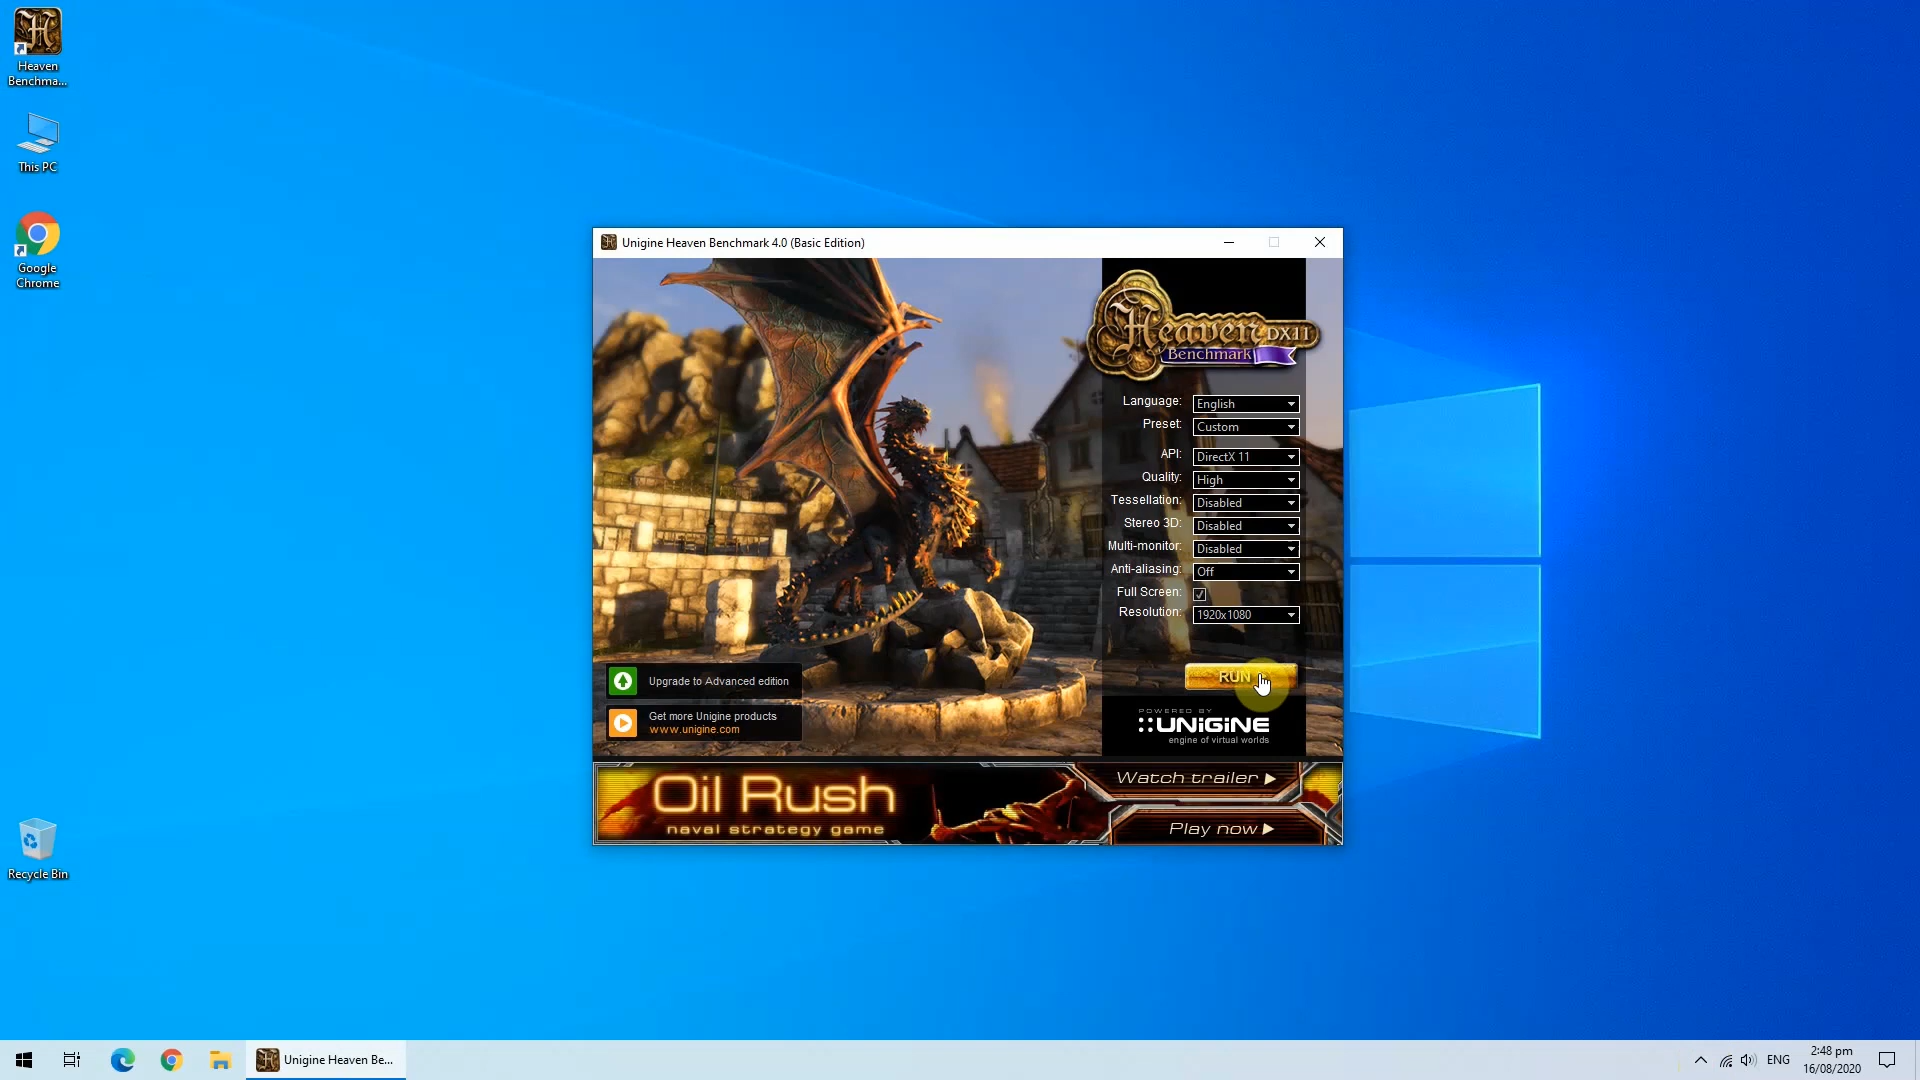 Heaven
Benchma...
This PC
Google
Chrome
Recycle Bin
Unigine Heaven Benchmark 4.0 (Basic Edition)
Heaven DX11
Benchmark
Language: English
Preset: Custom
API: DirectX 11
Quality: High
Tessellation: Disabled
Stereo 3D: Disabled
Multi-monitor: Disabled
Anti-aliasing: Off
Full Screen:
Resolution: 1920x1080
RUN
Upgrade to Advanced edition
Get more Unigine products
www.unigine.com
POWERED BY
UNiGiNE
engine of virtual worlds
Oil Rush
naval strategy game
Watch trailer
Play now
Unigine Heaven Be...
ENG
2:48 pm
16/08/2020